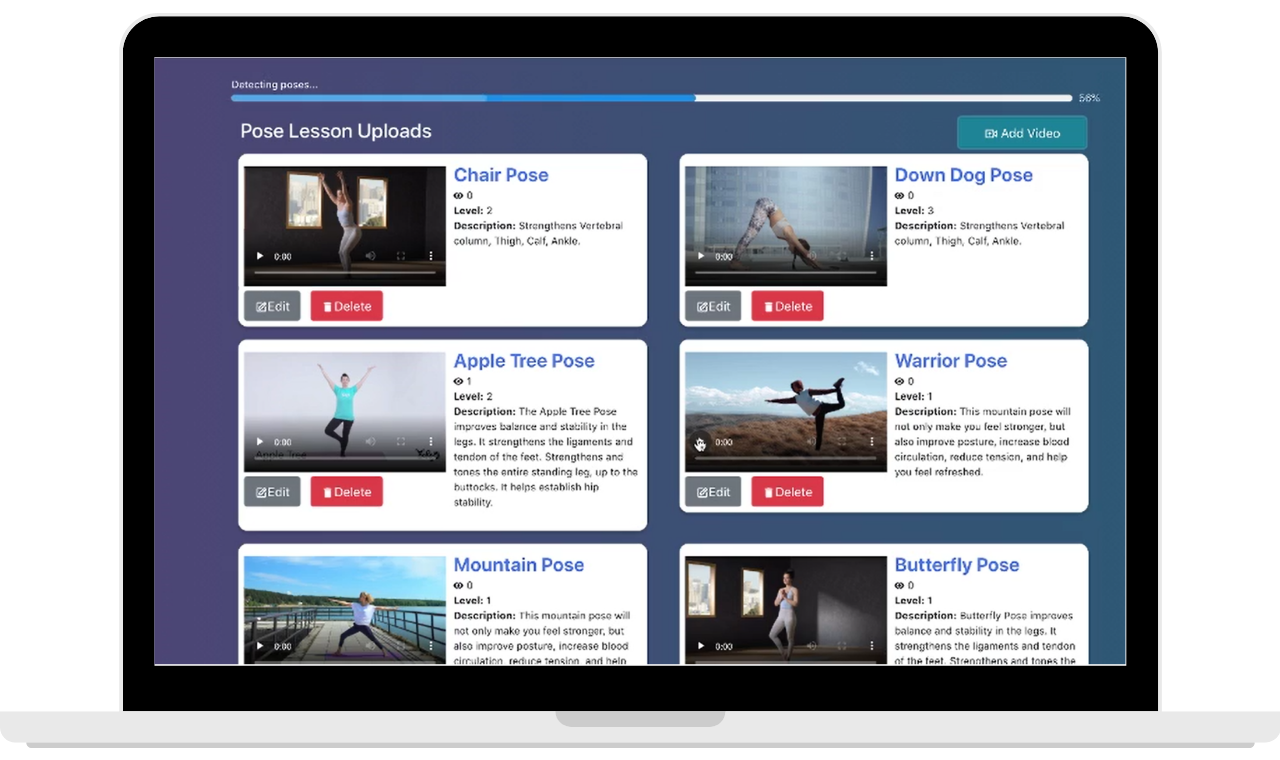 Detecting poses...
56%
Pose Lesson Uploads
Add Video
Chair Pose
0
Level: 2
Description: Strengthens Vertebral
column, Thigh, Calf, Ankle.
0:00
Edit
Delete
Down Dog Pose
0
Level: 3
Description: Strengthens Vertebral
column, Thigh, Calf, Ankle.
0:00
Edit
Delete
Apple Tree Pose
1
Level: 2
Description: The Apple Tree Pose
improves balance and stability in the
legs. It strengthens the ligaments and
tendon of the feet. Strengthens and
tones the entire standing leg, up to the
buttocks. It helps establish hip
stability.
0:00
Apple Tree
Edit
Delete
Warrior Pose
0
Level: 1
Description: This mountain pose will
not only make you feel stronger, but
also improve posture, increase blood
circulation, reduce tension, and help
you feel refreshed.
0:00
Edit
Delete
Mountain Pose
0
Level: 1
Description: This mountain pose will
not only make you feel stronger, but
also improve posture, increase blood
circulation, reduce tension, and help
0:00
Butterfly Pose
0
Level: 1
Description: Butterfly Pose improves
balance and stability in the legs. It
strengthens the ligaments and tendon
of the feet. Strengthens and tones the
0:00